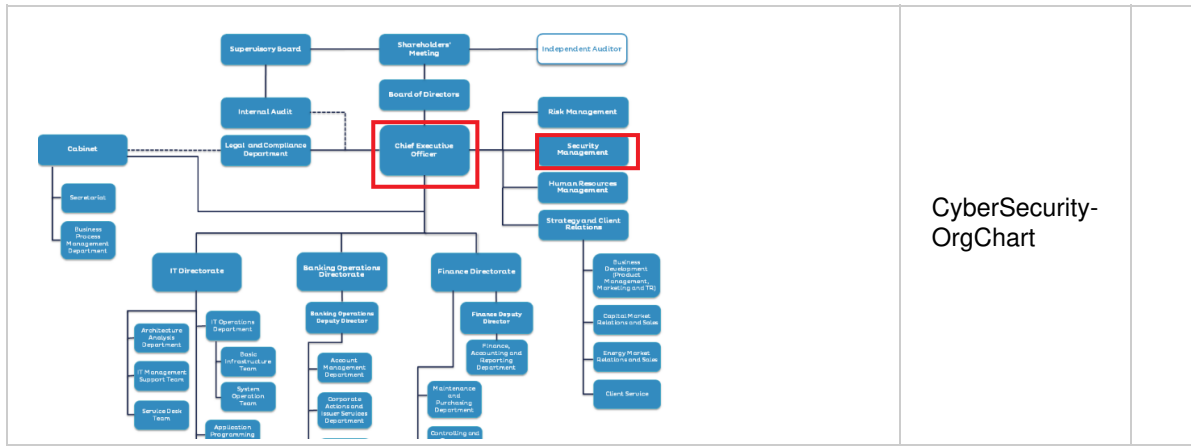 Supervisory Board
Shareholders'
Meeting
Independent Auditor
Board of Directors
Internal Audit
Risk Management
Cabinet
Legal and Compliance
Department
Chief Executive
Officer
Security
Management
Human Resources
Management
Secretariat
Strategy and Client
Relations
Business
Process
Management
Department
CyberSecurity-
OrgChart
IT Directorate
Banking Operations
Directorate
Finance Directorate
Business
Development
(Product
Management,
Marketing and TR)
Banking Operations
Deputy Director
Finance Deputy
Director
Capital Market
Relations and Sales
Architecture
Analysis
Department
IT Operations
Department
Finance,
Accounting and
Reporting
Department
Energy Market
Relations and Sales
Basic
Infrastructure
Team
Account
Management
Department
IT Management
Support Team
Client Service
System
Operation
Team
Corporate
Actions and
Issuer Services
Department
Maintenance
and
Purchasing
Department
Service Desk
Team
Application
Programming
Controlling and